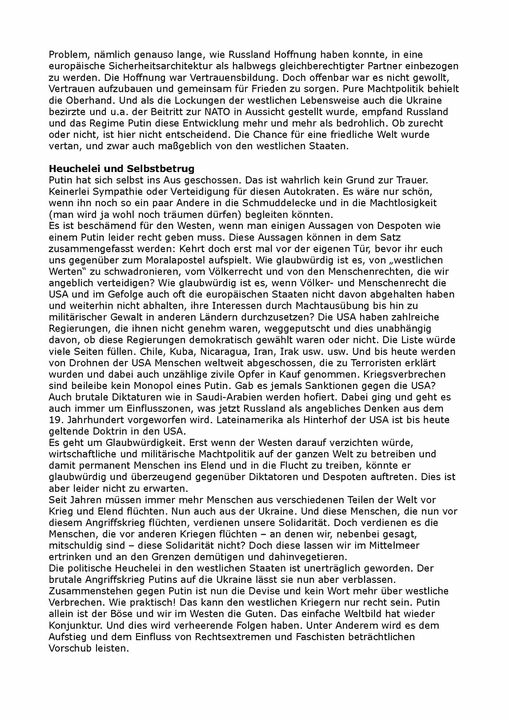 Problem, nämlich genauso lange, wie Russland Hoffnung haben konnte, in eine
europäische Sicherheitsarchitektur als halbwegs gleichberechtigter Partner einbezogen
zu werden. Die Hoffnung war Vertrauensbildung. Doch offenbar war es nicht gewollt,
Vertrauen aufzubauen und gemeinsam für Frieden zu sorgen. Pure Machtpolitik behielt
die Oberhand. Und als die Lockungen der westlichen Lebensweise auch die Ukraine
bezirzte und u.a. der Beitritt zur NATO in Aussicht gestellt wurde, empfand Russland
und das Regime Putin diese Entwicklung mehr und mehr als bedrohlich. Ob zurecht
oder nicht, ist hier nicht entscheidend. Die Chance für eine friedliche Welt wurde
vertan, und zwar auch maßgeblich von den westlichen Staaten.
Heuchelei und Selbstbetrug
Putin hat sich selbst ins Aus geschossen. Das ist wahrlich kein Grund zur Trauer.
Keinerlei Sympathie oder Verteidigung für diesen Autokraten. Es wäre nur schön,
wenn ihn noch so ein paar Andere in die Schmuddelecke und in die Machtlosigkeit
(man wird ja wohl noch träumen dürfen) begleiten könnten.
Es ist beschämend für den Westen, wenn man einigen Aussagen von Despoten wie
einem Putin leider recht geben muss. Diese Aussagen können in dem Satz
zusammengefasst werden: Kehrt doch erst mal vor der eigenen Tür, bevor ihr euch
uns gegenüber zum Moralapostel aufspielt. Wie glaubwürdig ist es, von „westlichen
Werten“ zu schwadronieren, vom Völkerrecht und von den Menschenrechten, die wir
angeblich verteidigen? Wie glaubwürdig ist es, wenn Völker- und Menschenrecht die
USA und im Gefolge auch oft die europäischen Staaten nicht davon abgehalten haben
und weiterhin nicht abhalten, ihre Interessen durch Machtausübung bis hin zu
militärischer Gewalt in anderen Ländern durchzusetzen? Die USA haben zahlreiche
Regierungen, die ihnen nicht genehm waren, weggeputscht und dies unabhängig
davon, ob diese Regierungen demokratisch gewählt waren oder nicht. Die Liste würde
viele Seiten füllen. Chile, Kuba, Nicaragua, Iran, Irak usw. usw. Und bis heute werden
von Drohnen der USA Menschen weltweit abgeschossen, die zu Terroristen erklärt
wurden und dabei auch unzählige zivile Opfer in Kauf genommen. Kriegsverbrechen
sind beileibe kein Monopol eines Putin. Gab es jemals Sanktionen gegen die USA?
Auch brutale Diktaturen wie in Saudi-Arabien werden hofiert. Dabei ging und geht es
auch immer um Einflusszonen, was jetzt Russland als angebliches Denken aus dem
19. Jahrhundert vorgeworfen wird. Lateinamerika als Hinterhof der USA ist bis heute
geltende Doktrin in den USA.
Es geht um Glaubwürdigkeit. Erst wenn der Westen darauf verzichten würde,
wirtschaftliche und militärische Machtpolitik auf der ganzen Welt zu betreiben und
damit permanent Menschen ins Elend und in die Flucht zu treiben, könnte er
glaubwürdig und überzeugend gegenüber Diktatoren und Despoten auftreten. Dies ist
aber leider nicht zu erwarten.
Seit Jahren müssen immer mehr Menschen aus verschiedenen Teilen der Welt vor
Krieg und Elend flüchten. Nun auch aus der Ukraine. Und diese Menschen, die nun vor
diesem Angriffskrieg flüchten, verdienen unsere Solidarität. Doch verdienen es die
Menschen, die vor anderen Kriegen flüchten – an denen wir, nebenbei gesagt,
mitschuldig sind – diese Solidarität nicht? Doch diese lassen wir im Mittelmeer
ertrinken und an den Grenzen demütigen und dahinvegetieren.
Die politische Heuchelei in den westlichen Staaten ist unerträglich geworden. Der
brutale Angriffskrieg Putins auf die Ukraine lässt sie nun aber verblassen.
Zusammenstehen gegen Putin ist nun die Devise und kein Wort mehr über westliche
Verbrechen. Wie praktisch! Das kann den westlichen Kriegern nur recht sein. Putin
allein ist der Böse und wir im Westen die Guten. Das einfache Weltbild hat wieder
Konjunktur. Und dies wird verheerende Folgen haben. Unter Anderem wird es dem
Aufstieg und dem Einfluss von Rechtsextremen und Faschisten beträchtlichen
Vorschub leisten.